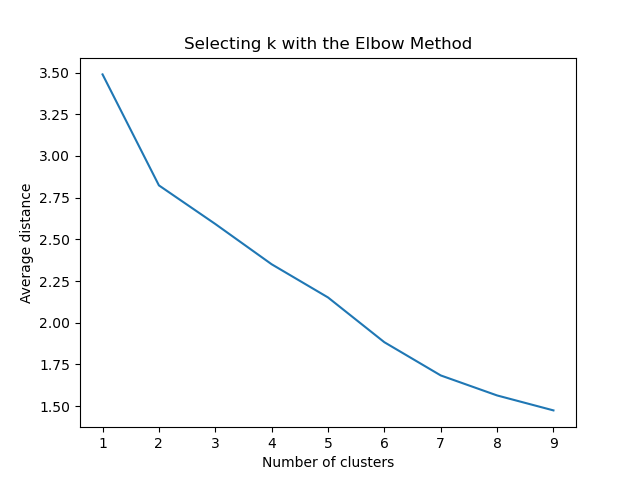 Selecting k with the Elbow Method
3.50
3.25
3.00
2.75
2.50
2.25
2.00
1.75
1.50
Average distance
1 2 3 4 5 6 7 8 9
Number of clusters